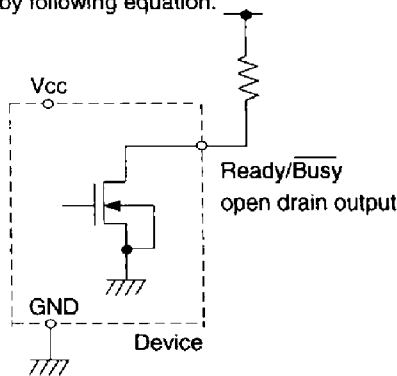 by following equation.
Vcc
Ready/Busy
open drain output
GND
Device